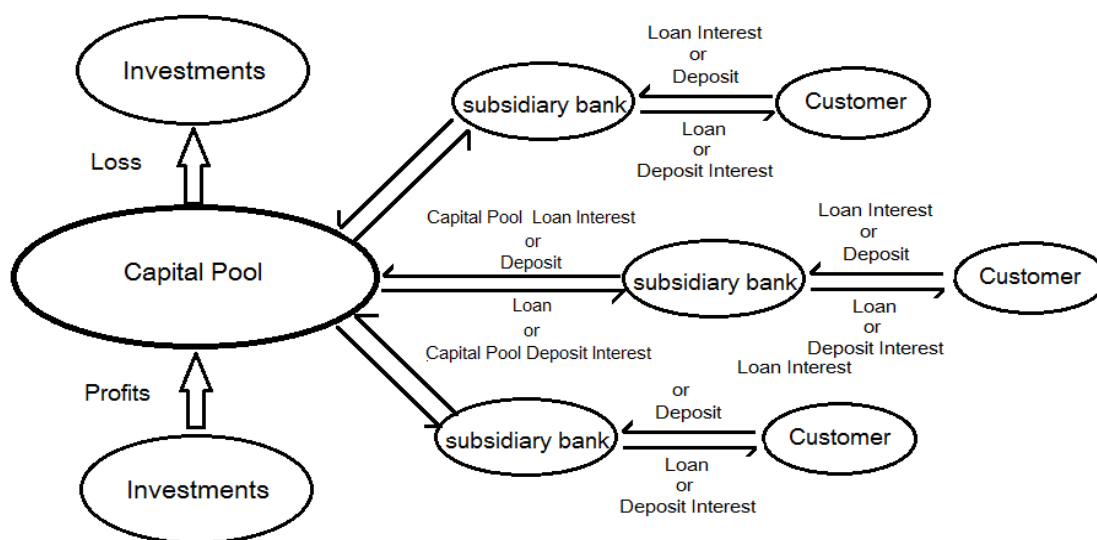 Investments
Loss
Capital Pool
Profits
Investments
subsidiary bank
Loan Interest
or
Deposit
Loan
or
Deposit Interest
Customer
Capital Pool Loan Interest
or
Deposit
Loan
or
Capital Pool Deposit Interest
subsidiary bank
Loan Interest
or
Deposit
Loan
or
Deposit Interest
Customer
subsidiary bank
Loan Interest
or
Deposit
Loan
or
Deposit Interest
Customer